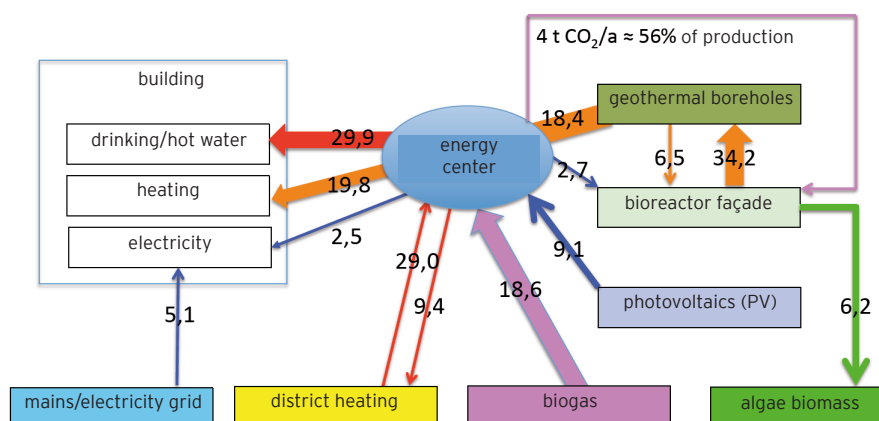 4 t CO₂/a ≈ 56% of production
building
geothermal boreholes
18,4
drinking/hot water
29,9
energy
center
6,5
34,2
2,7
heating
19,8
bioreactor façade
electricity
2,5
29,0
9,1
18,6
9,4
photovoltaics (PV)
5,1
6,2
mains/electricity grid
district heating
biogas
algae biomass